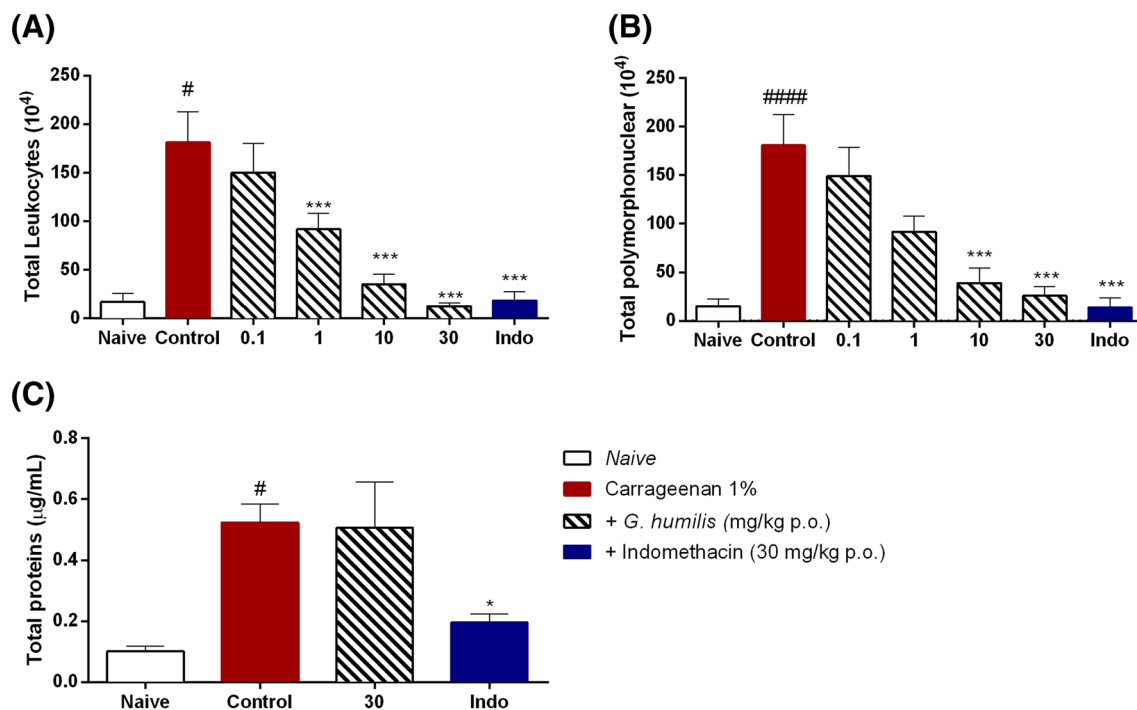 (A)
Total Leukocytes (10⁴)
250
200
150
100
50
0
#
***
***
***
***
Naive Control 0.1 1 10 30 Indo
(B)
Total polymorphonuclear (10⁴)
250
200
150
100
50
0
####
***
***
***
Naive Control 0.1 1 10 30 Indo
(C)
Total proteins (μg/mL)
0.8
0.6
0.4
0.2
0.0
#
*
Naive Control 30 Indo
Naive
Carrageenan 1%
+ G. humilis (mg/kg p.o.)
+ Indomethacin (30 mg/kg p.o.)